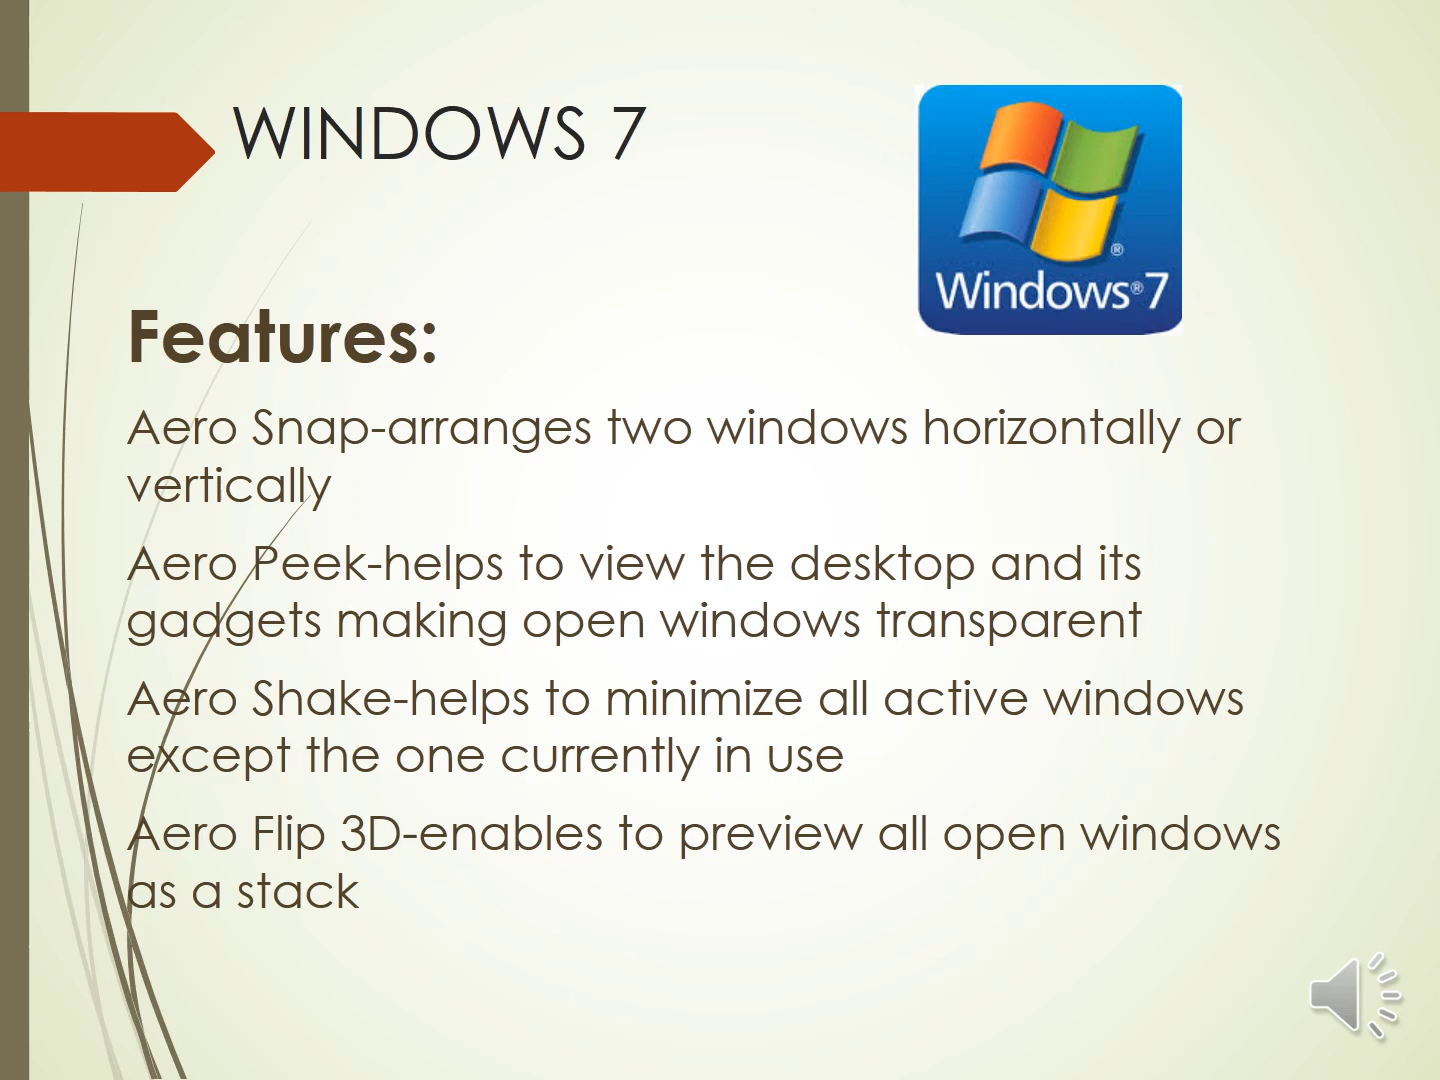 WINDOWS 7
®
Windows®7
Features:
Aero Snap-arranges two windows horizontally or
vertically
Aero Peek-helps to view the desktop and its
gadgets making open windows transparent
Aero Shake-helps to minimize all active windows
except the one currently in use
Aero Flip 3D-enables to preview all open windows
as a stack